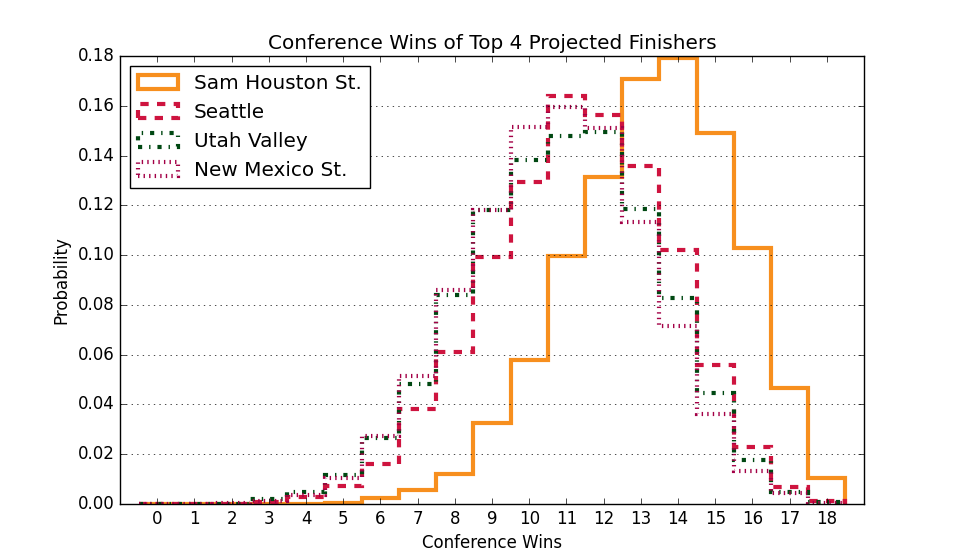 Conference Wins of Top 4 Projected Finishers
Sam Houston St.
Seattle
Utah Valley
New Mexico St.
Probability
0.18
0.16
0.14
0.12
0.10
0.08
0.06
0.04
0.02
0.00
0 1 2 3 4 5 6 7 8 9 10 11 12 13 14 15 16 17 18
Conference Wins